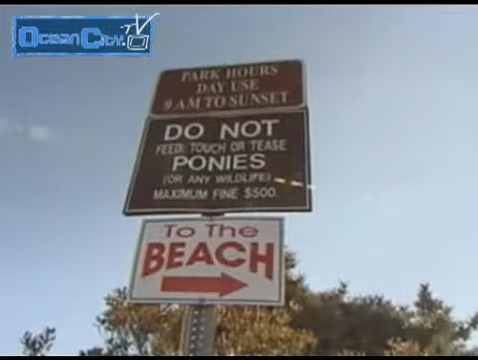 OceanCity.TV
PARK HOURS
DAY USE
9 AM TO SUNSET
DO NOT
FEED, TOUCH OR TEASE
PONIES
(OR ANY WILDLIFE)
MAXIMUM FINE $500.
To The
BEACH